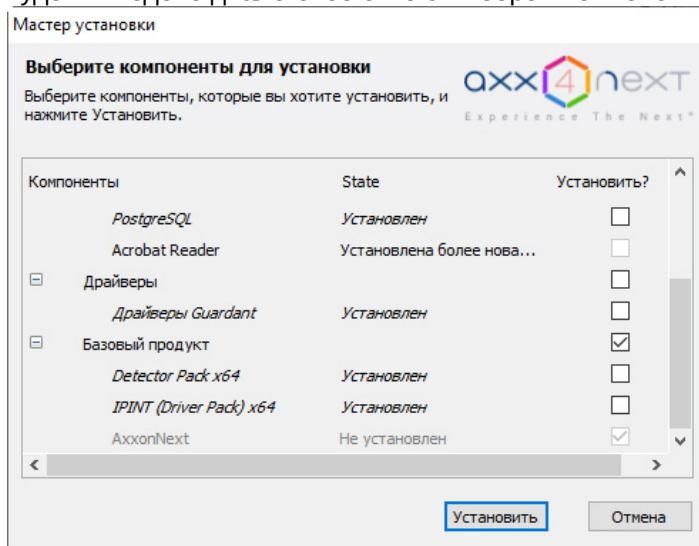 Мастер установки
Выберите компоненты для установки
Выберите компоненты, которые вы хотите установить, и
нажмите Установить.
axx4next
Experience The Next®
Компоненты State Установить?
PostgreSQL Установлен
Acrobat Reader Установлена более нова...
Драйверы
Драйверы Guardant Установлен
Базовый продукт
Detector Pack x64 Установлен
IPINT (Driver Pack) x64 Установлен
AxxonNext Не установлен
Установить Отмена